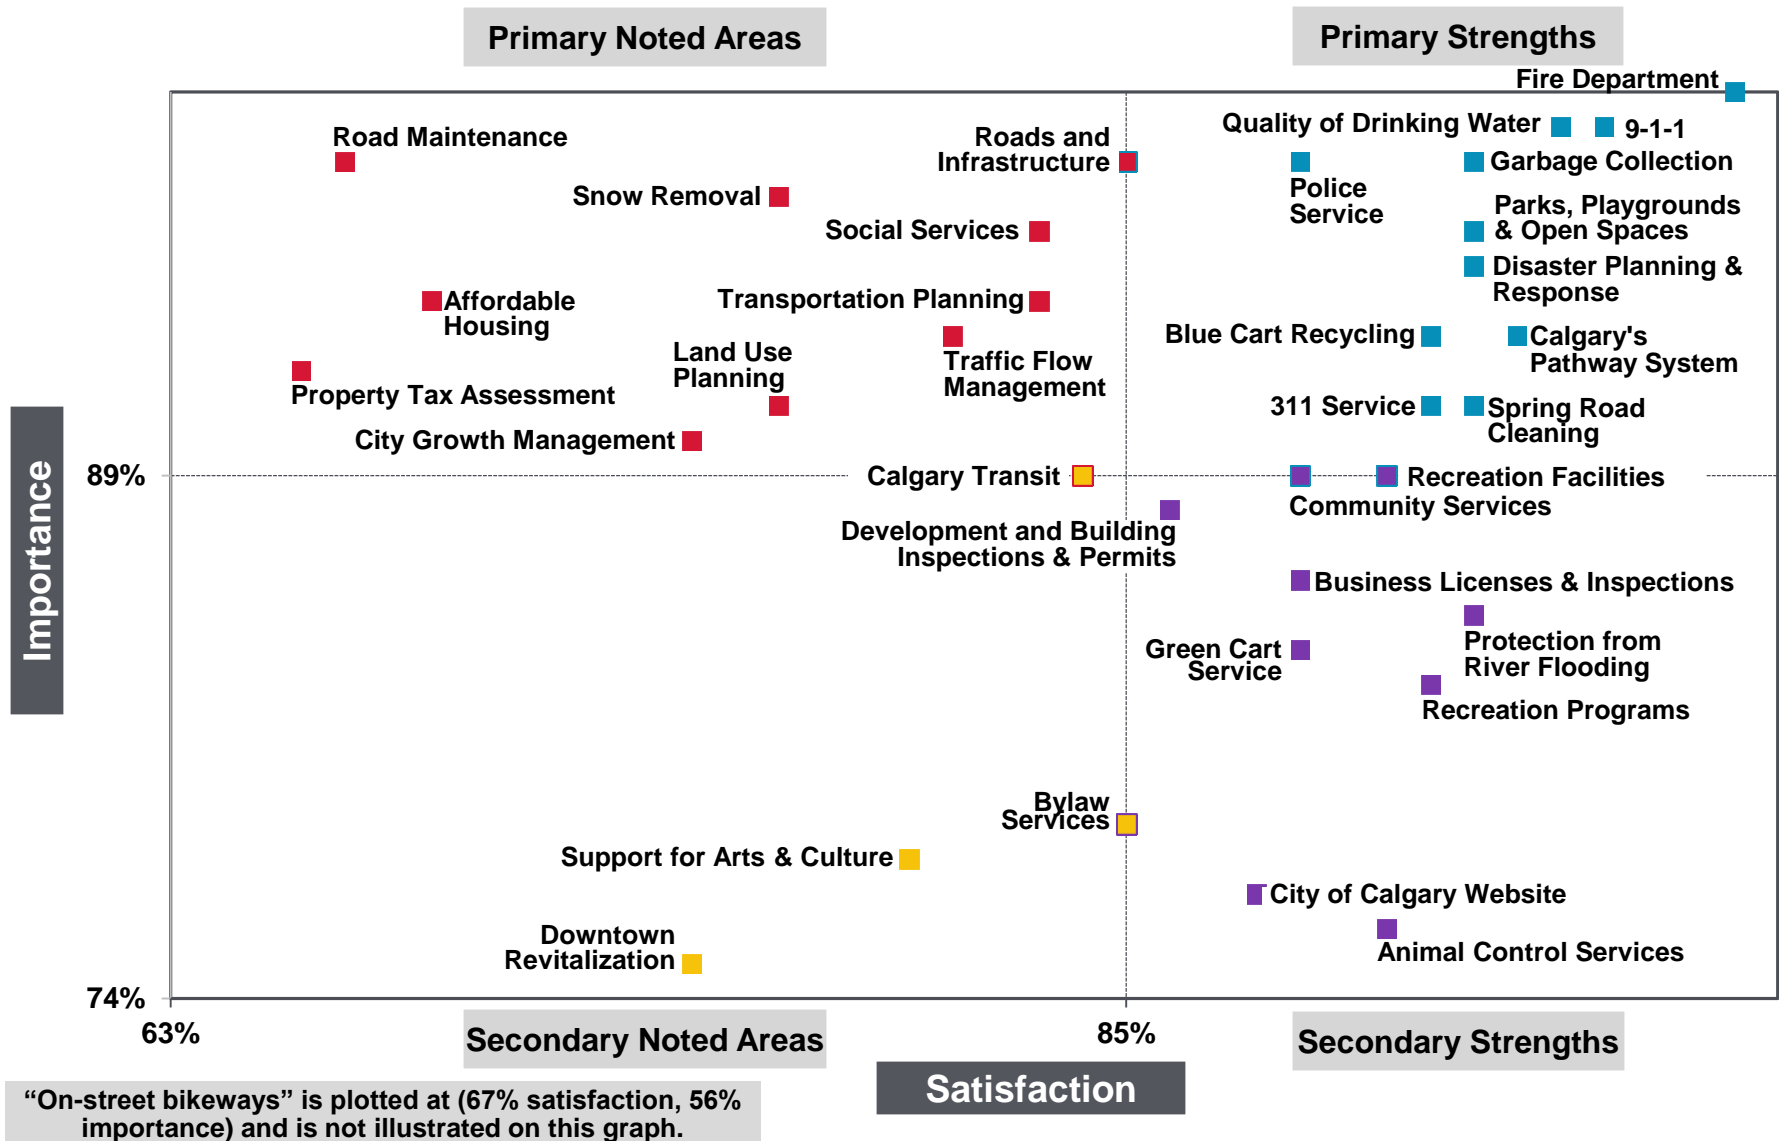 Primary Noted Areas
Primary Strengths
Fire Department
Road Maintenance
Roads and
Infrastructure
Quality of Drinking Water
9-1-1
Garbage Collection
Police
Service
Snow Removal
Social Services
Parks, Playgrounds
& Open Spaces
Disaster Planning &
Response
Affordable
Housing
Transportation Planning
Blue Cart Recycling
Calgary's
Pathway System
Land Use
Planning
Traffic Flow
Management
Property Tax Assessment
311 Service
Spring Road
Cleaning
City Growth Management
Importance
89%
Calgary Transit
Recreation Facilities
Community Services
Development and Building
Inspections & Permits
Business Licenses & Inspections
Protection from
River Flooding
Green Cart
Service
Recreation Programs
Bylaw
Services
Support for Arts & Culture
City of Calgary Website
Downtown
Revitalization
Animal Control Services
74%
63%
85%
Secondary Noted Areas
Secondary Strengths
Satisfaction
“On-street bikeways” is plotted at (67% satisfaction, 56%
importance) and is not illustrated on this graph.